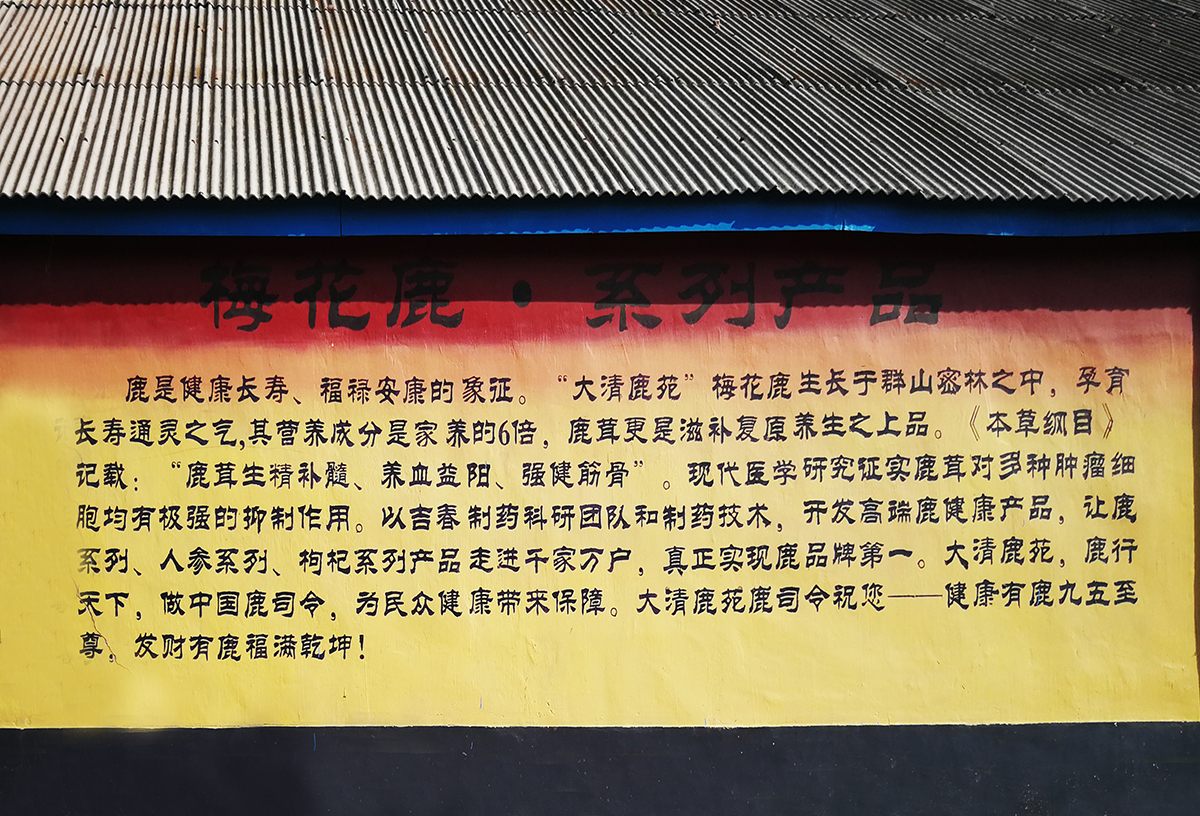 梅花鹿·系列产品
鹿是健康长寿、福禄安康的象征。“大清鹿苑”梅花鹿生长于群山密林之中，孕育
长寿通灵之气,其营养成分是家养的6倍，鹿茸更是滋补复原养生之上品。《本草纲目》
记载：“鹿茸生精补髓、养血益阳、强健筋骨”。现代医学研究征实鹿茸对多种肿瘤细
胞均有极强的抑制作用。以吉春制药科研团队和制药技术，开发高端鹿健康产品，让鹿
系列、人参系列、枸杞系列产品走进千家万户，真正实现鹿品牌第一。大清鹿苑，鹿行
天下，做中国鹿司令，为民众健康带来保障。大清鹿苑鹿司令祝您——健康有鹿九五至
尊，发财有鹿福满乾坤！